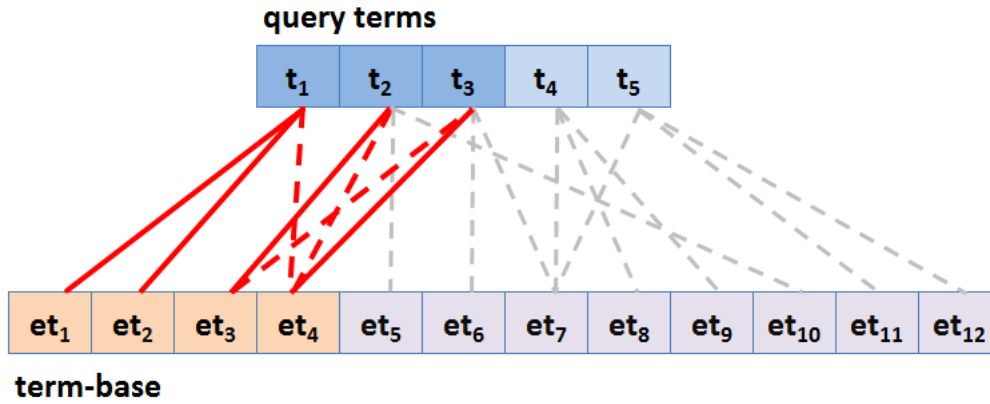 query terms
t₁ t₂ t₃ t₄ t₅
et₁ et₂ et₃ et₄ et₅ et₆ et₇ et₈ et₉ et₁₀ et₁₁ et₁₂
term-base